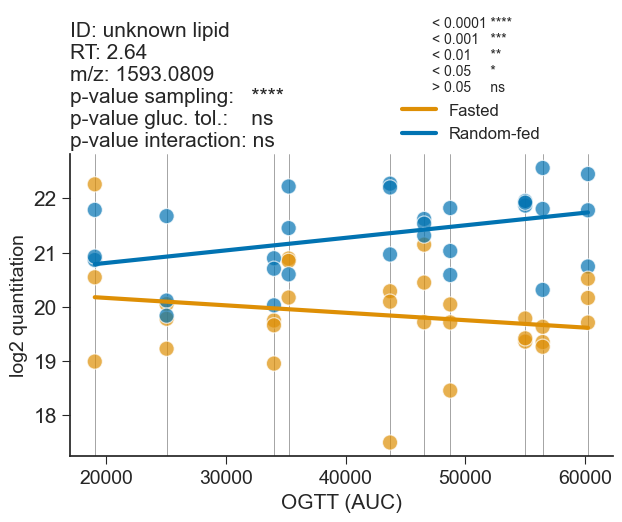 ID: unknown lipid
RT: 2.64
m/z: 1593.0809
p-value sampling: ****
p-value gluc. tol.: ns
p-value interaction: ns
< 0.0001 ****
< 0.001 ***
< 0.01 **
< 0.05 *
> 0.05 ns
Fasted
Random-fed
log2 quantitation
22
21
20
19
18
20000 30000 40000 50000 60000
OGTT (AUC)